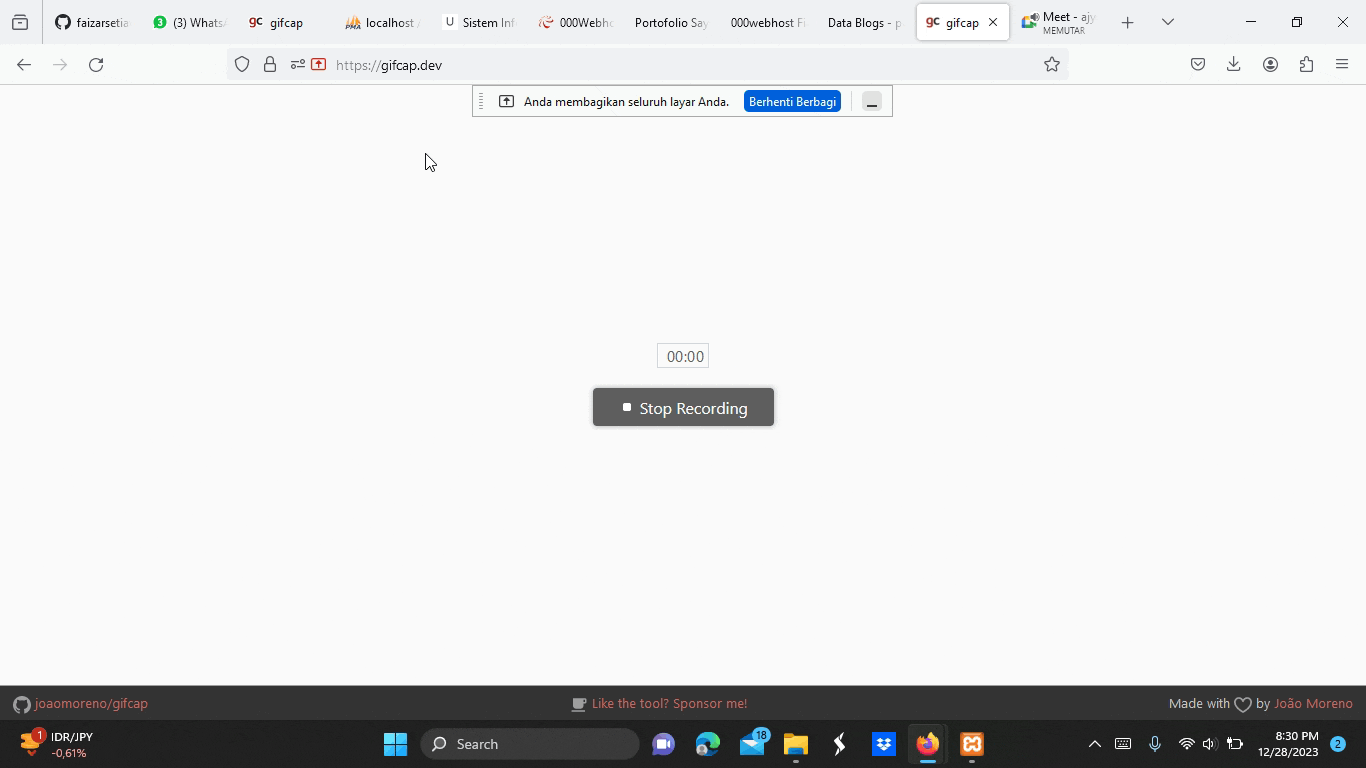 faizarsetia
(3) Whats
gifcap
localhost
Sistem Inf
000Webho
Portofolio Say
000webhost Fi
Data Blogs - p
gifcap
Meet - ajy
MEMUTAR
https://gifcap.dev
Anda membagikan seluruh layar Anda.
Berhenti Berbagi
00:00
Stop Recording
joaomoreno/gifcap
Like the tool? Sponsor me!
Made with by João Moreno
1
IDR/JPY
-0,61%
Search
18
8:30 PM
12/28/2023
2